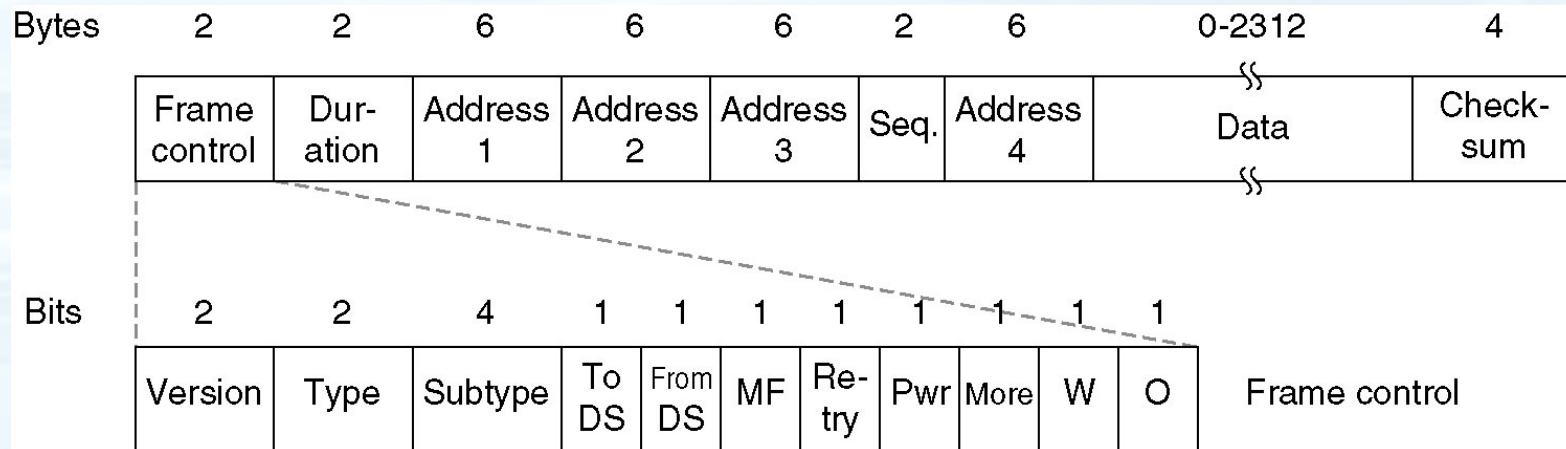 Bytes 2 2 6 6 6 2 6 0-2312 4
Frame control
Dur-
ation
Address 1
Address 2
Address 3
Seq.
Address 4
Data
Check-
sum
Bits 2 2 4 1 1 1 1 1 1 1 1
Version
Type
Subtype
To
DS
From
DS
MF
Re-
try
Pwr
More
W
O
Frame control